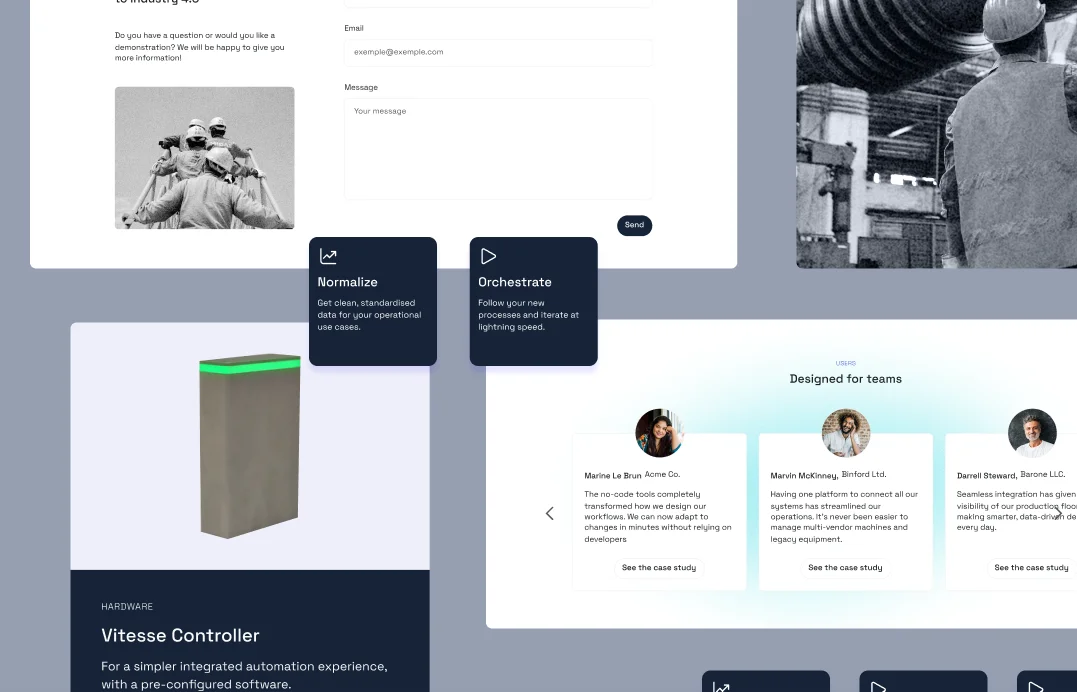 to Industry 4.0
Do you have a question or would you like a
demonstration? We will be happy to give you
more information!
Email
exemple@exemple.com
Message
Your message
Send
Normalize
Get clean, standardised
data for your operational
use cases.
Orchestrate
Follow your new
processes and iterate at
lightning speed.
USERS
Designed for teams
Marine Le Brun Acme Co.
The no-code tools completely
transformed how we design our
workflows. We can now adapt to
changes in minutes without relying on
developers
See the case study
Marvin McKinney, Binford Ltd.
Having one platform to connect all our
systems has streamlined our
operations. It's never been easier to
manage multi-vendor machines and
legacy equipment.
See the case study
Darrell Steward, Barone LLC.
Seamless integration has given
visibility of our production floor
making smarter, data-driven de
every day.
See the case study
HARDWARE
Vitesse Controller
For a simpler integrated automation experience,
with a pre-configured software.